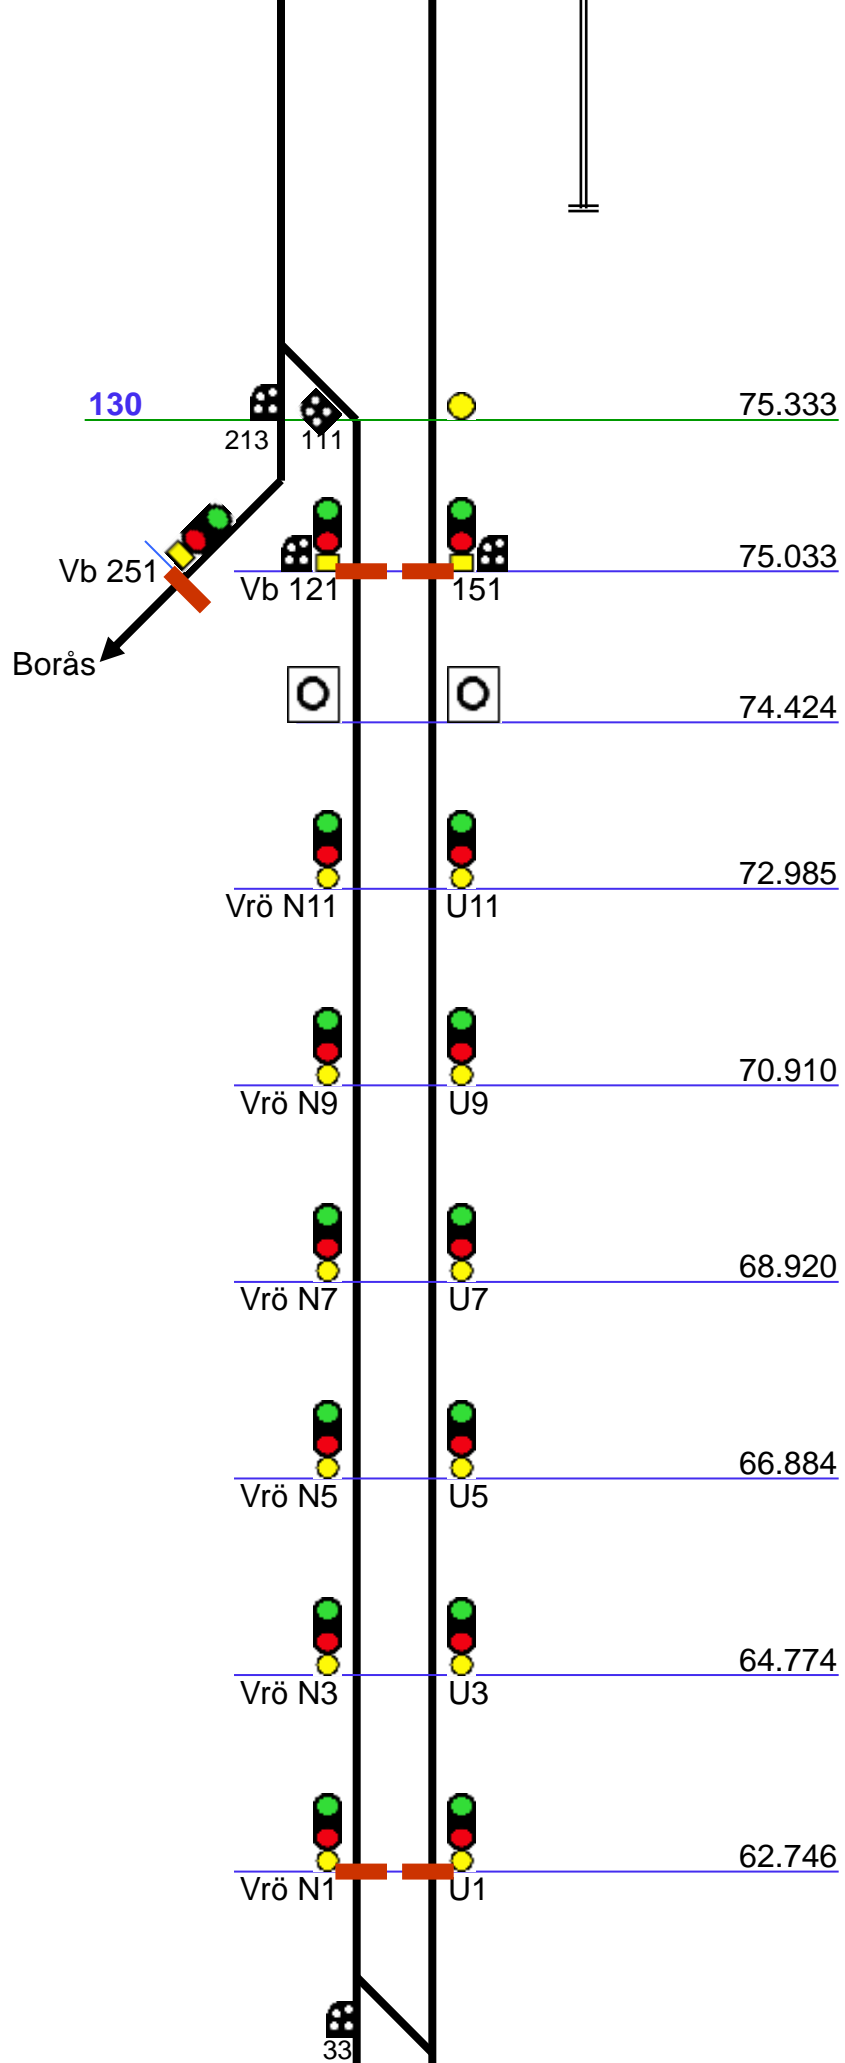 130 75.333
213 111
Vb 251 75.033
Vb 121 151
Borås
74.424
72.985
Vrö N11 U11
70.910
Vrö N9 U9
68.920
Vrö N7 U7
66.884
Vrö N5 U5
64.774
Vrö N3 U3
62.746
Vrö N1 U1
33